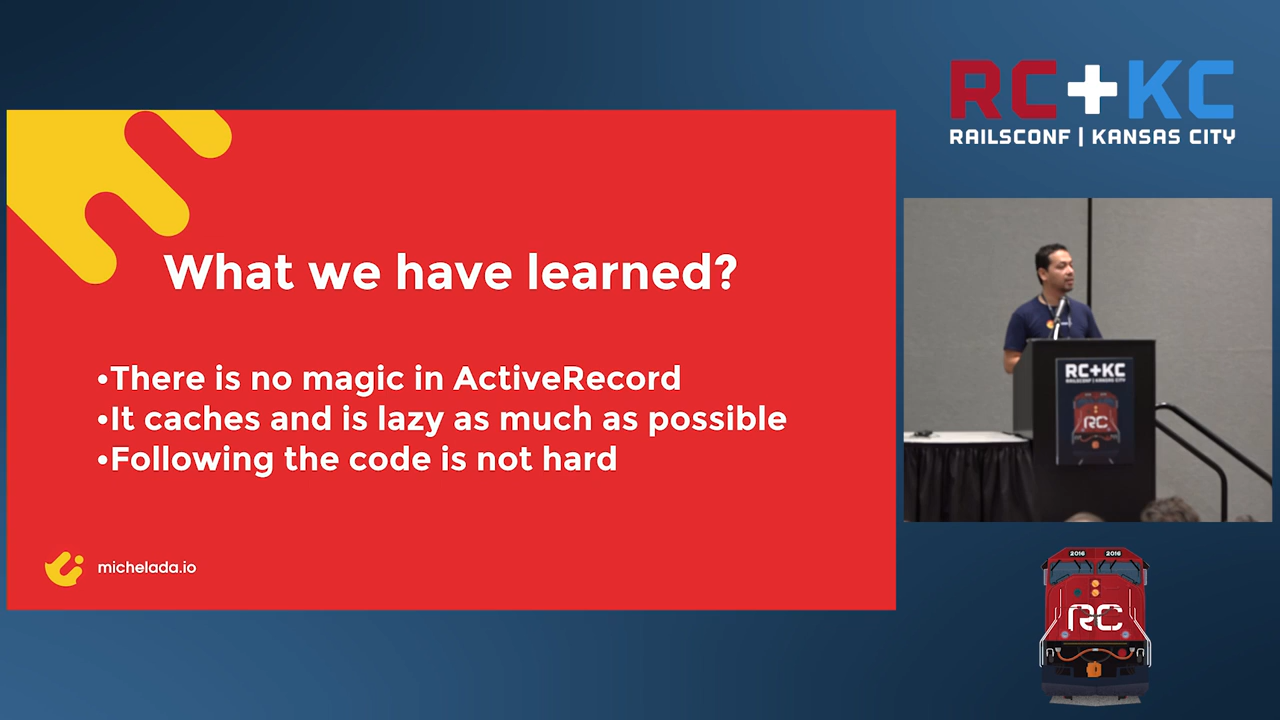 RC+KC
RAILSCONF | KANSAS CITY
What we have learned?
•There is no magic in ActiveRecord
•It caches and is lazy as much as possible
•Following the code is not hard
michelada.io
RC+KC
RAILSCONF | KANSAS CITY
RC
2016 2016
RC